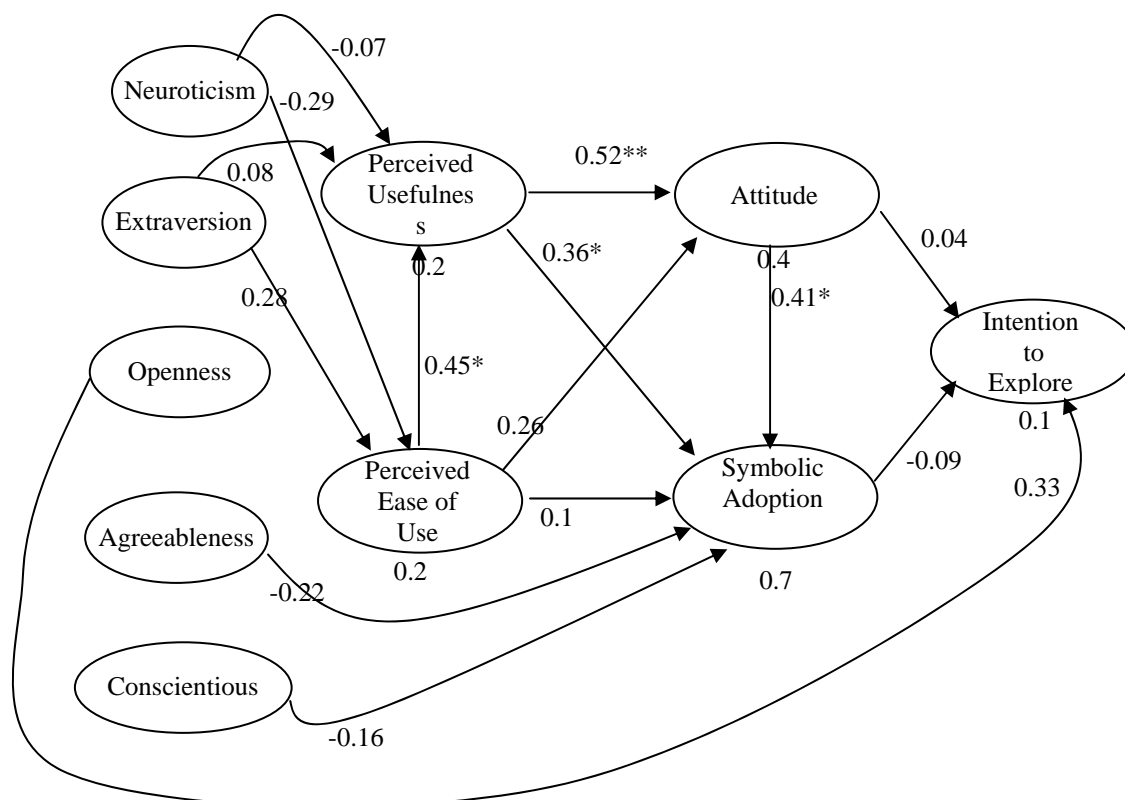 -0.07
Neuroticism
-0.29
0.52**
Perceived
Usefulnes
s
0.08
Attitude
Extraversion
0.04
0.36*
0.2
0.4
0.28
0.41*
Intention
to
Explore
Openness
0.45*
0.1
0.26
-0.09
Perceived
Ease of
Use
Symbolic
Adoption
0.33
0.1
Agreeableness
0.2
0.7
-0.22
Conscientious
-0.16